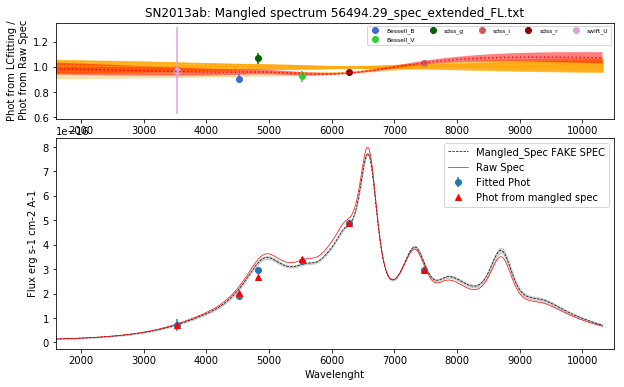 SN2013ab: Mangled spectrum 56494.29_spec_extended_FL.txt
Phot from LCfitting /
Phot from Raw Spec
1.2
1.0
0.8
0.6
Bessell_B
Bessell_V
sdss_g
sdss_i
sdss_r
swift_U
2000 3000 4000 5000 6000 7000 8000 9000 10000
1e−16
Flux erg s-1 cm-2 A-1
8
7
6
5
4
3
2
1
0
Mangled_Spec FAKE SPEC
Raw Spec
Fitted Phot
Phot from mangled spec
2000 3000 4000 5000 6000 7000 8000 9000 10000
Wavelenght